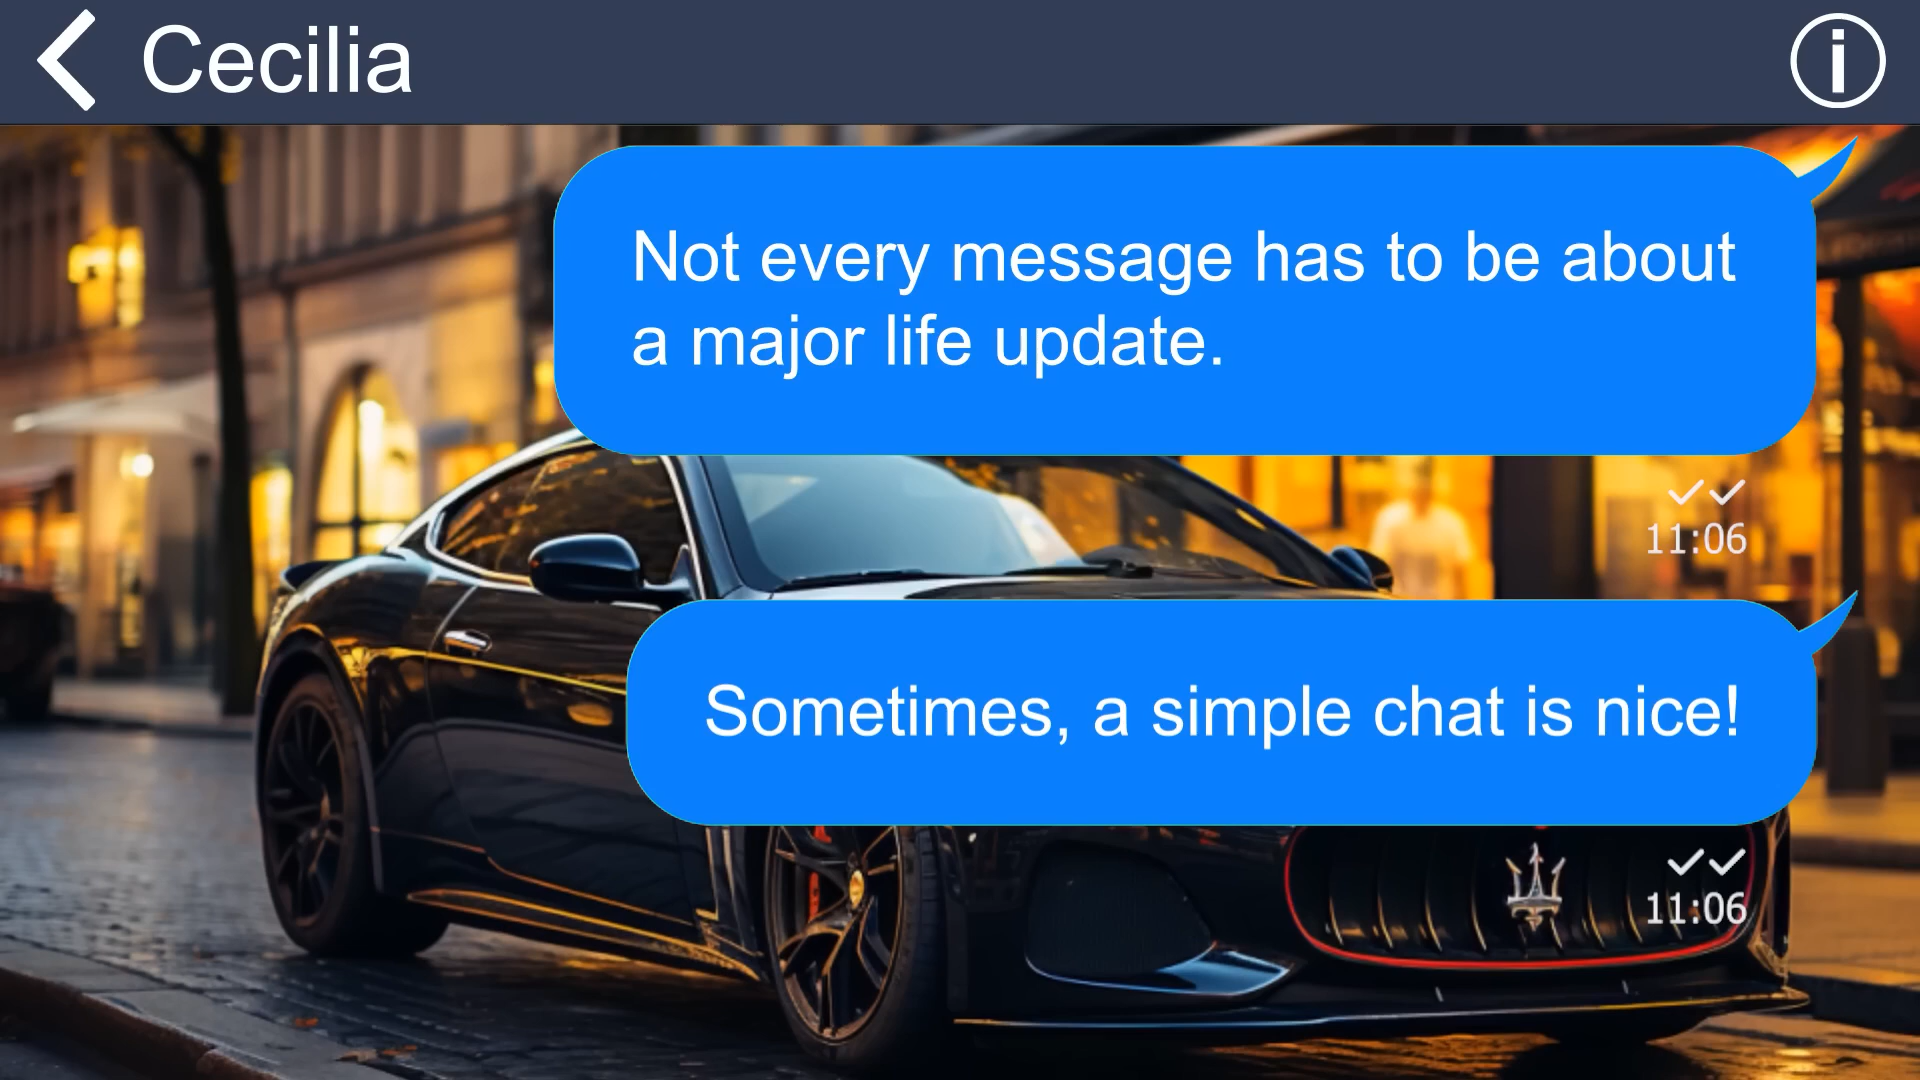 Cecilia
Not every message has to be about
a major life update.
11:06
Sometimes, a simple chat is nice!
11:06